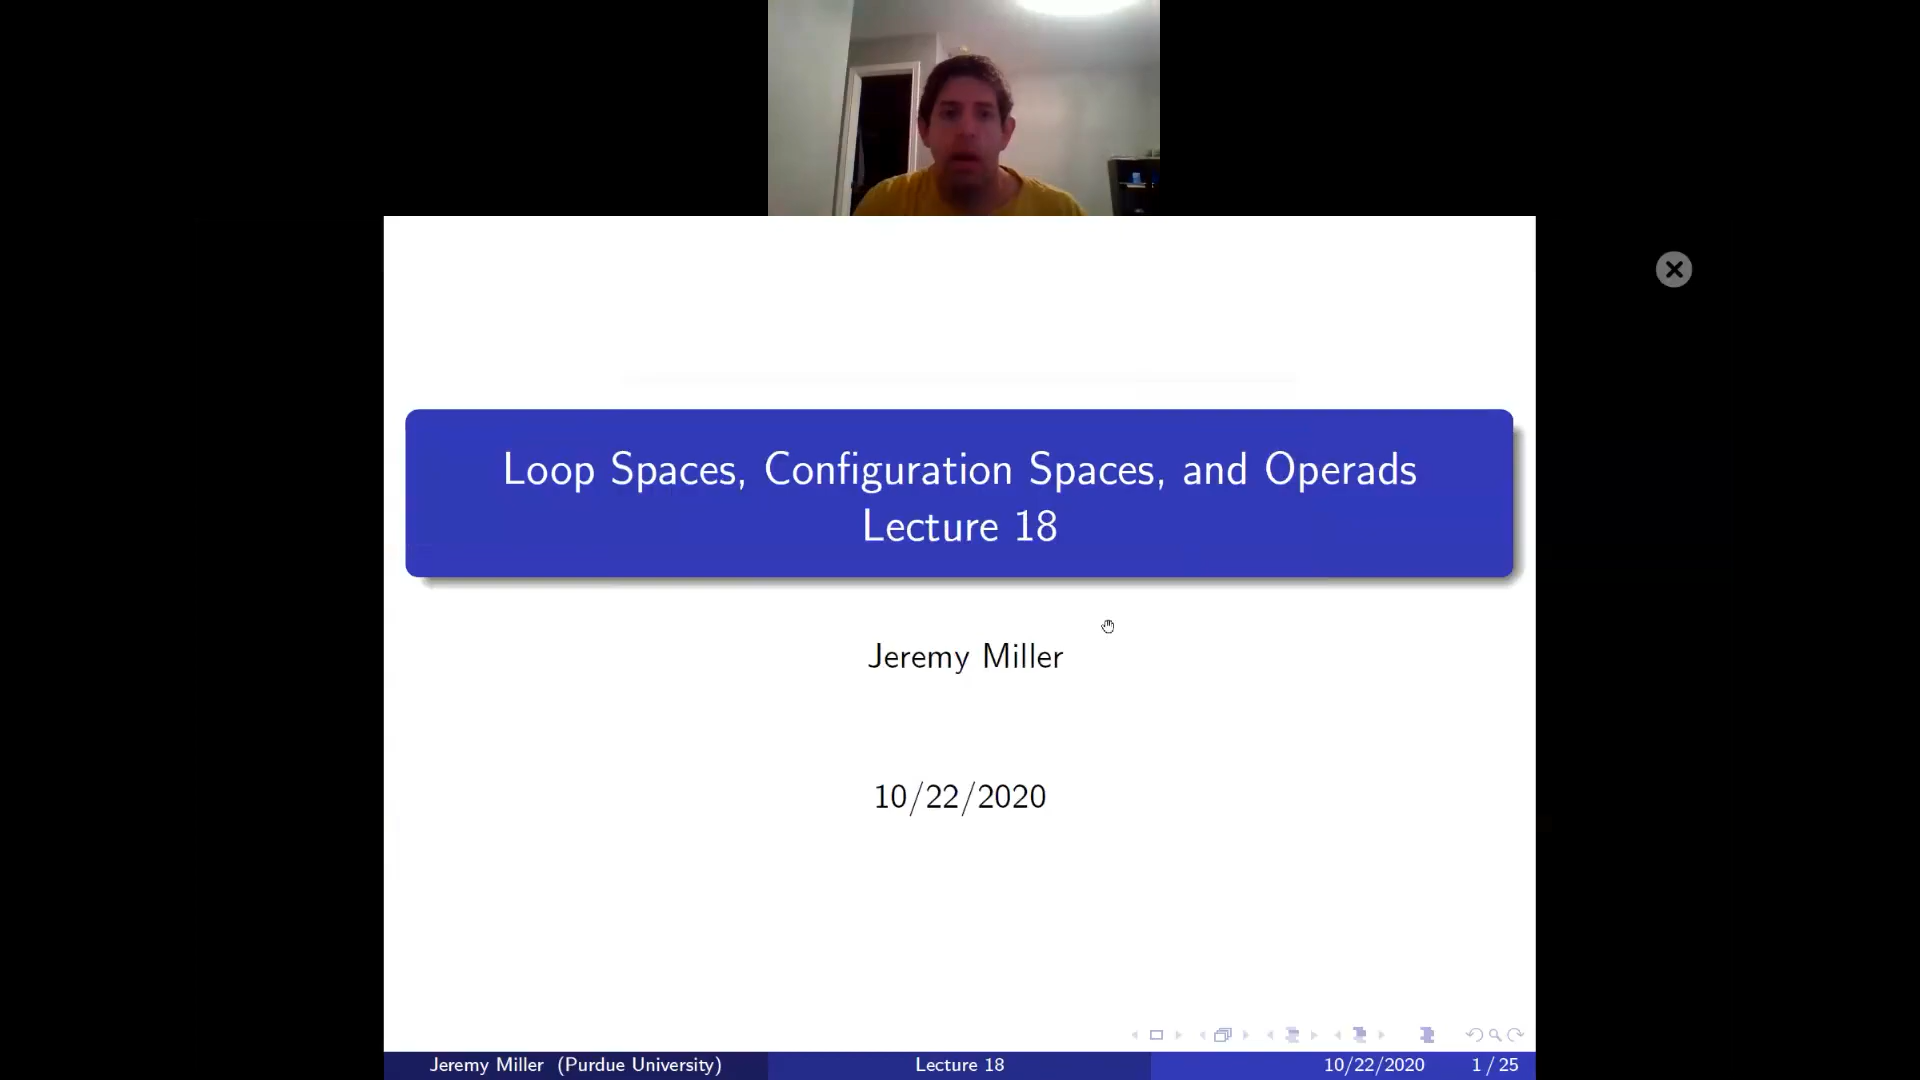 Loop Spaces, Configuration Spaces, and Operads
Lecture 18
Jeremy Miller
10/22/2020
Jeremy Miller (Purdue University) Lecture 18 10/22/2020 1 / 25